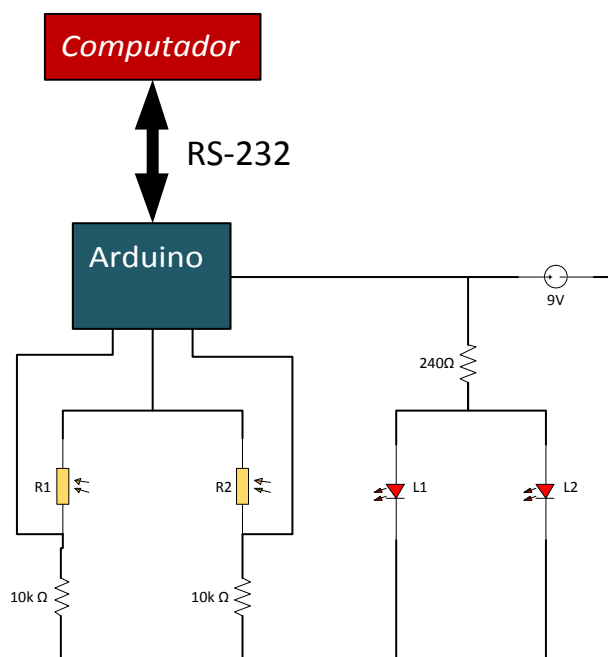 Computador
RS-232
Arduino
9V
240Ω
R1
R2
L1
L2
10k Ω
10k Ω